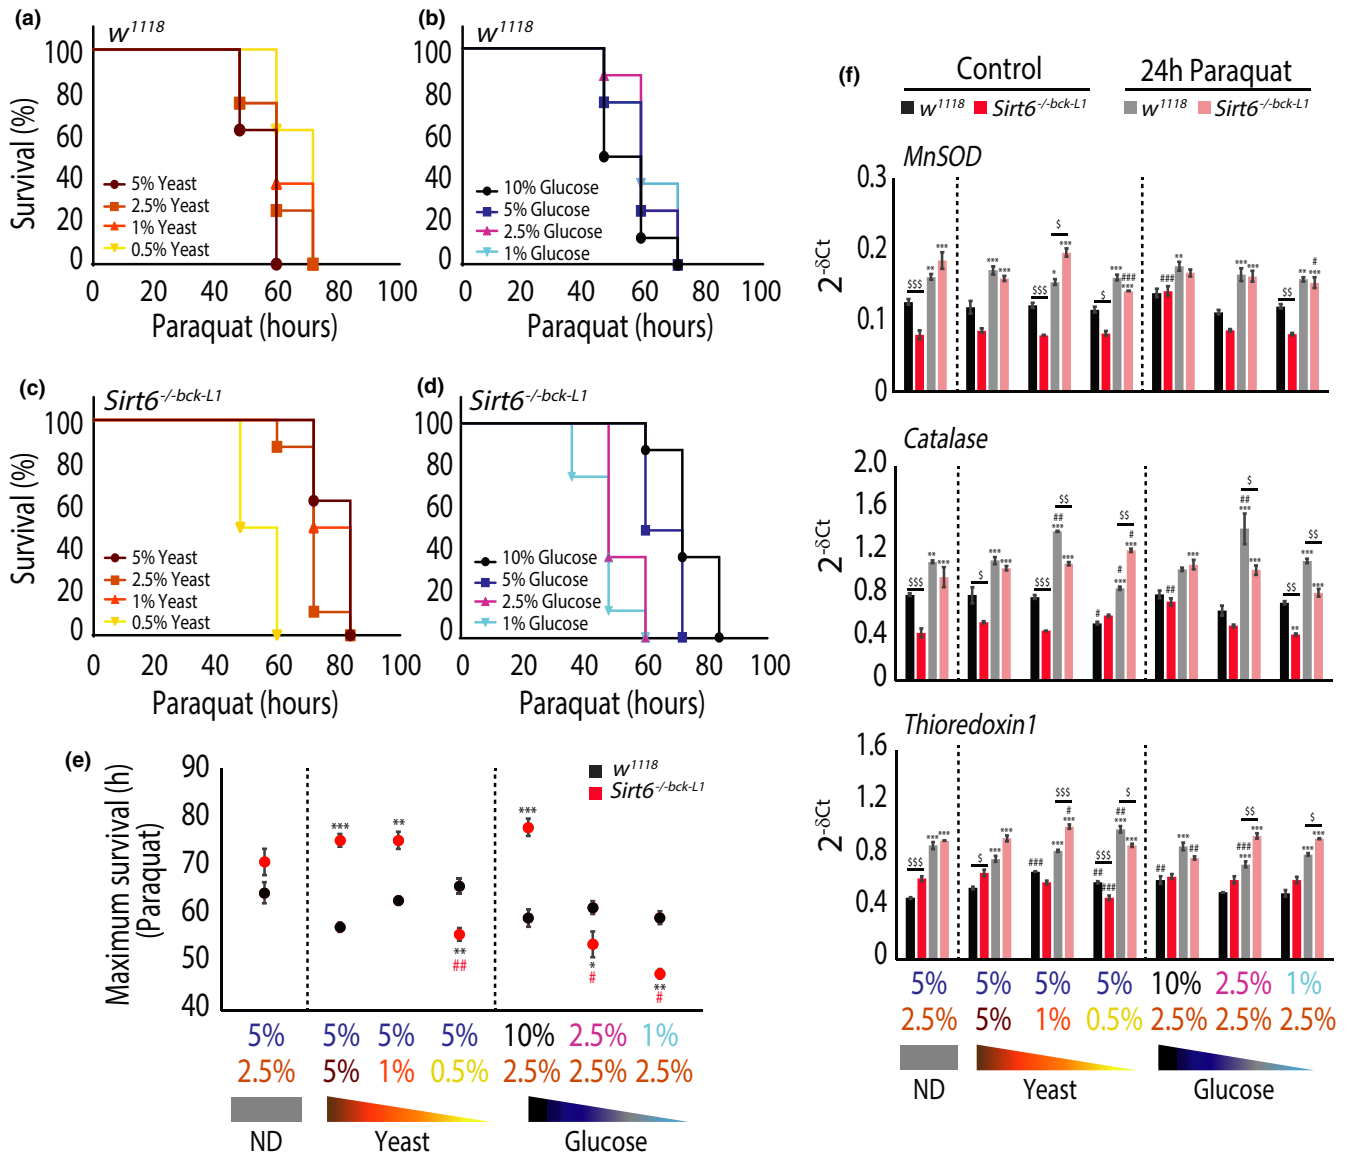 (a)
w1118
Survival (%)
100
80
60
40
20
0
5% Yeast
2.5% Yeast
1% Yeast
0.5% Yeast
0 20 40 60 80 100
Paraquat (hours)
(b)
w1118
100
80
60
40
20
0
10% Glucose
5% Glucose
2.5% Glucose
1% Glucose
0 20 40 60 80 100
Paraquat (hours)
(c)
Sirt6-/-bck-L1
Survival (%)
100
80
60
40
20
0
5% Yeast
2.5% Yeast
1% Yeast
0.5% Yeast
0 20 40 60 80 100
Paraquat (hours)
(d)
Sirt6-/-bck-L1
100
80
60
40
20
0
10% Glucose
5% Glucose
2.5% Glucose
1% Glucose
0 20 40 60 80 100
Paraquat (hours)
(e)
Maximum survival (h)
(Paraquat)
90
80
70
60
50
40
w1118
Sirt6-/-bck-L1
*** ** ***
** * **
## # #
5% 5% 5% 5% 10% 2.5% 1%
2.5% 5% 1% 0.5% 2.5% 2.5% 2.5%
ND Yeast Glucose
(f)
Control 24h Paraquat
w1118 Sirt6-/-bck-L1 w1118 Sirt6-/-bck-L1
MnSOD
2-δCt
0.3
0.2
0.1
0
$$$ ** *** *** *** $$$ * $ *** $ *** ### *** ### ** *** *** $$ ** # ***
Catalase
2-δCt
2.0
1.6
1.2
0.8
0.4
0
$$$ ** *** $ *** *** $$$ ## *** $$ *** # # *** $$ # *** ## *** ## *** $ *** $$ ** *** $$ ***
Thioredoxin1
2-δCt
1.6
1.2
0.8
0.4
0
$$$ *** *** $ *** *** ### *** $$$ # *** ## $$$ ### ## *** $ *** ## *** ## ### *** $$ *** *** $ ***
5% 5% 5% 5% 10% 2.5% 1%
2.5% 5% 1% 0.5% 2.5% 2.5% 2.5%
ND Yeast Glucose